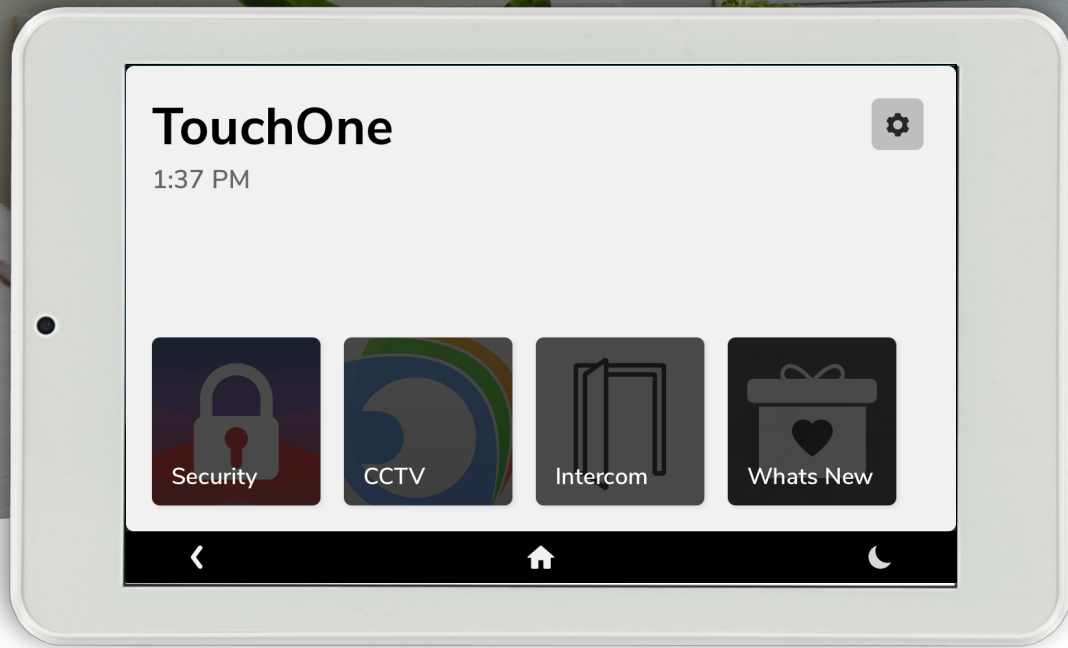 TouchOne
1:37 PM
Security
CCTV
Intercom
Whats New